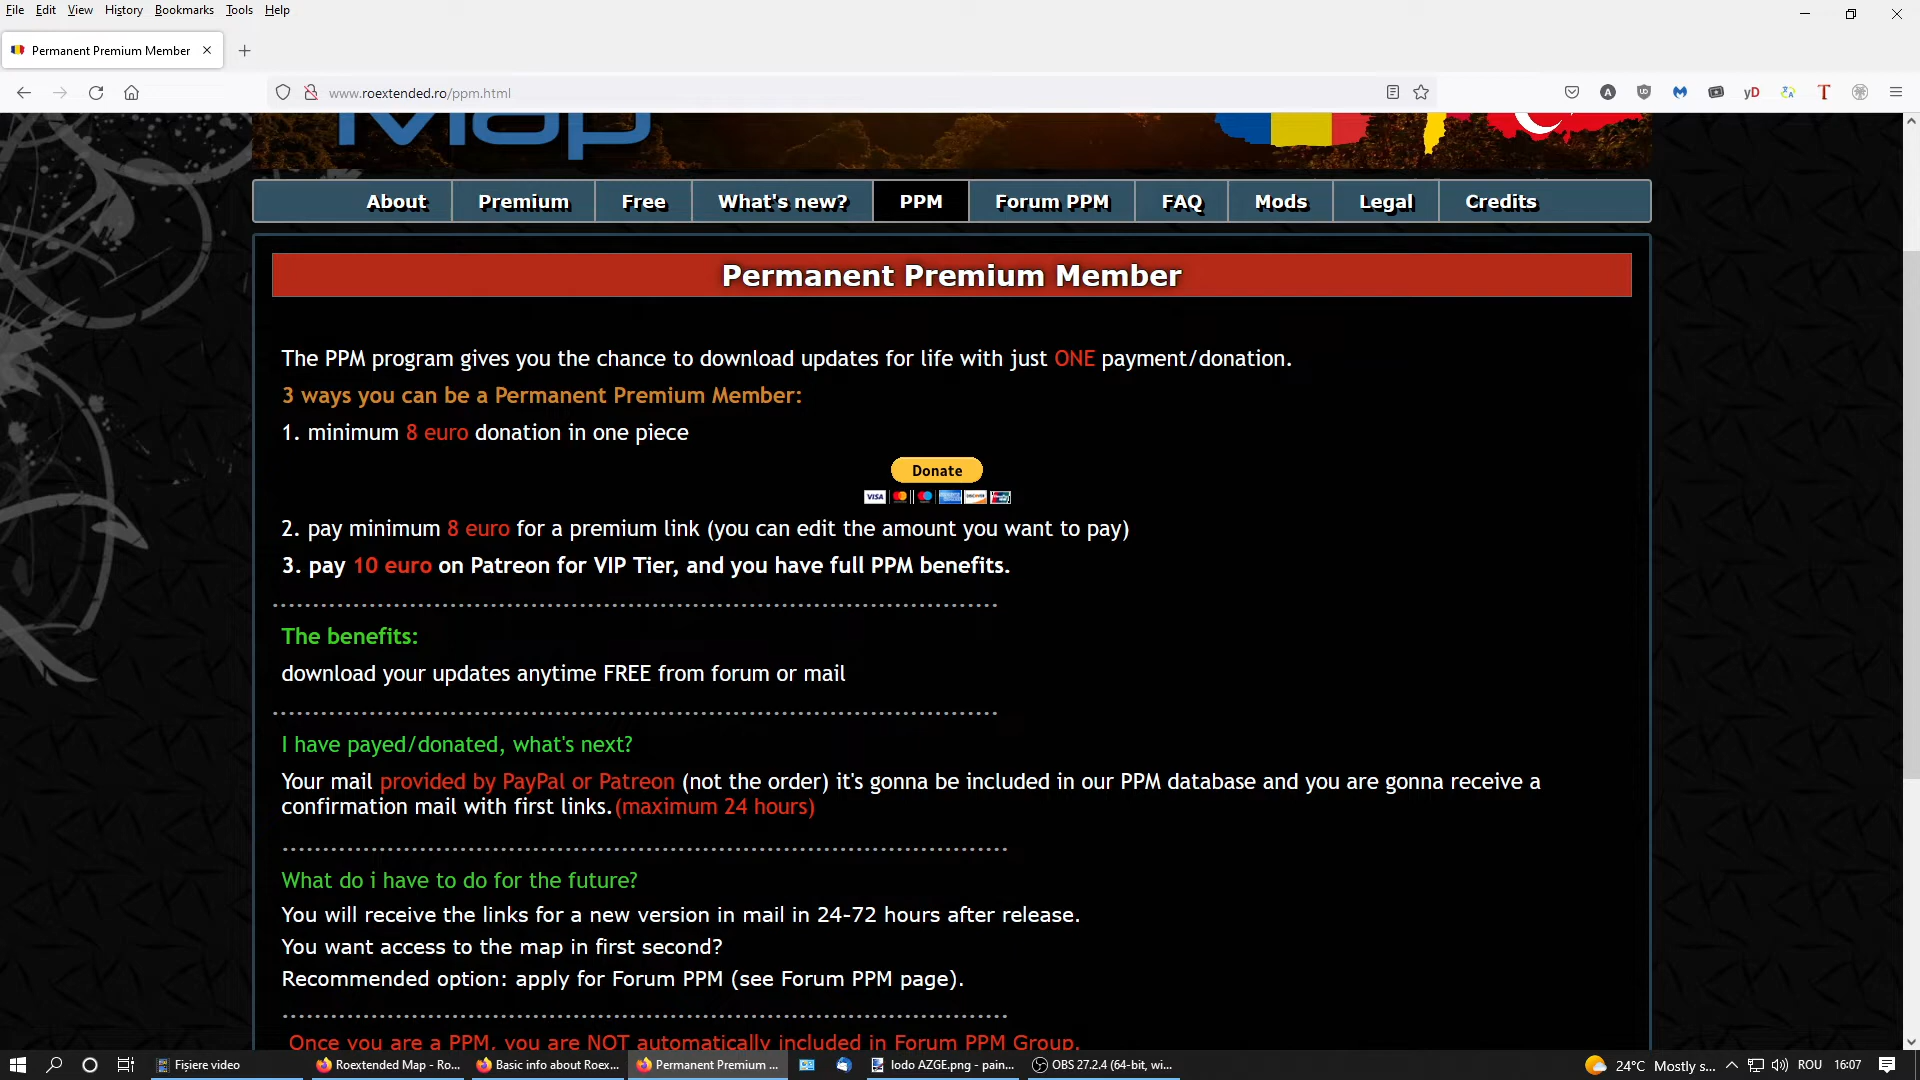 File Edit View History Bookmarks Tools Help
Permanent Premium Member
www.roextended.ro/ppm.html
Map
About Premium Free What's new? PPM Forum PPM FAQ Mods Legal Credits
Permanent Premium Member
The PPM program gives you the chance to download updates for life with just ONE payment/donation.
3 ways you can be a Permanent Premium Member:
1. minimum 8 euro donation in one piece
Donate
VISA
2. pay minimum 8 euro for a premium link (you can edit the amount you want to pay)
3. pay 10 euro on Patreon for VIP Tier, and you have full PPM benefits.
The benefits:
download your updates anytime FREE from forum or mail
I have payed/donated, what's next?
Your mail provided by PayPal or Patreon (not the order) it's gonna be included in our PPM database and you are gonna receive a
confirmation mail with first links.(maximum 24 hours)
What do i have to do for the future?
You will receive the links for a new version in mail in 24-72 hours after release.
You want access to the map in first second?
Recommended option: apply for Forum PPM (see Forum PPM page).
Once you are a PPM, you are NOT automatically included in Forum PPM Group.
Fișiere video Roextended Map - Ro... Basic info about Roex... Permanent Premium ... lodo AZGE.png - pain... OBS 27.2.4 (64-bit, wi... 24°C Mostly s... ROU 16:07